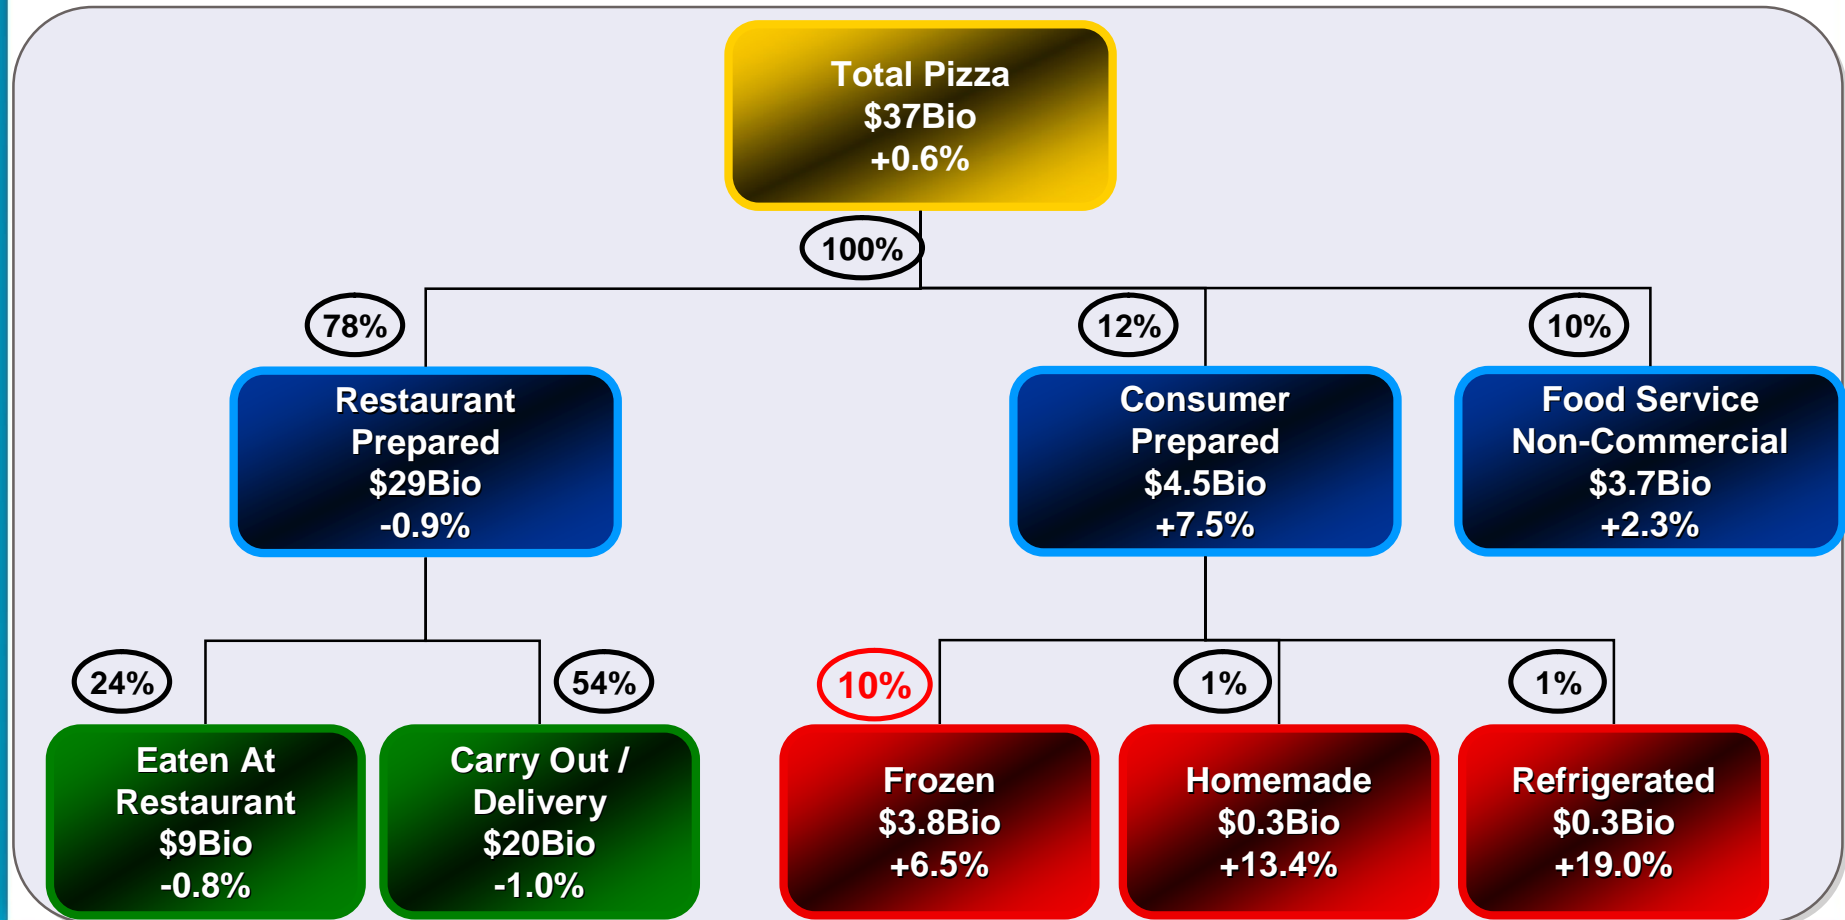 Total Pizza
$37Bio
+0.6%
100%
78%
12%
10%
Restaurant
Prepared
$29Bio
-0.9%
Consumer
Prepared
$4.5Bio
+7.5%
Food Service
Non-Commercial
$3.7Bio
+2.3%
24%
54%
10%
1%
1%
Eaten At
Restaurant
$9Bio
-0.8%
Carry Out /
Delivery
$20Bio
-1.0%
Frozen
$3.8Bio
+6.5%
Homemade
$0.3Bio
+13.4%
Refrigerated
$0.3Bio
+19.0%